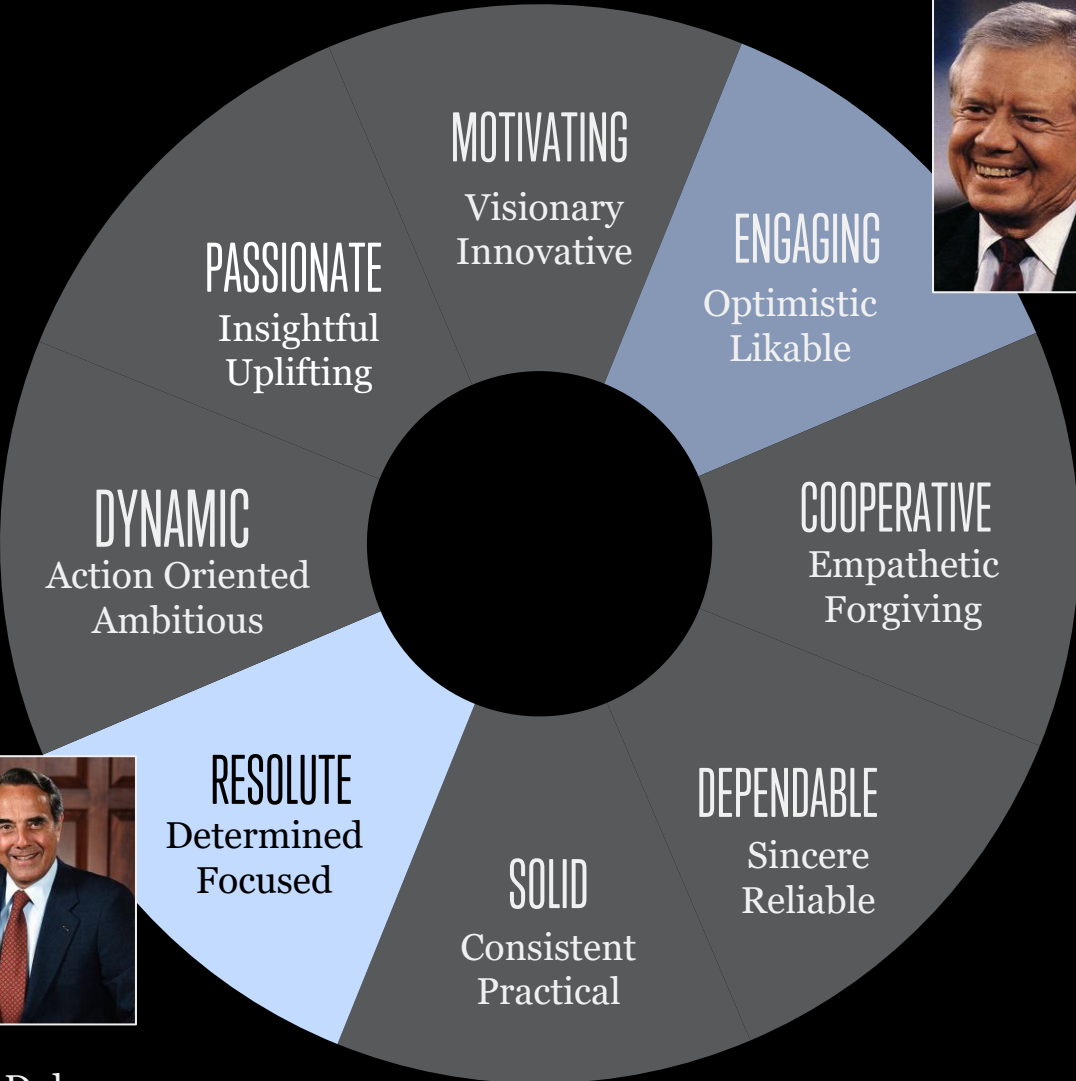 MOTIVATING
Visionary
Innovative
ENGAGING
Optimistic
Likable
PASSIONATE
Insightful
Uplifting
COOPERATIVE
Empathetic
Forgiving
DYNAMIC
Action Oriented
Ambitious
DEPENDABLE
Sincere
Reliable
RESOLUTE
Determined
Focused
SOLID
Consistent
Practical